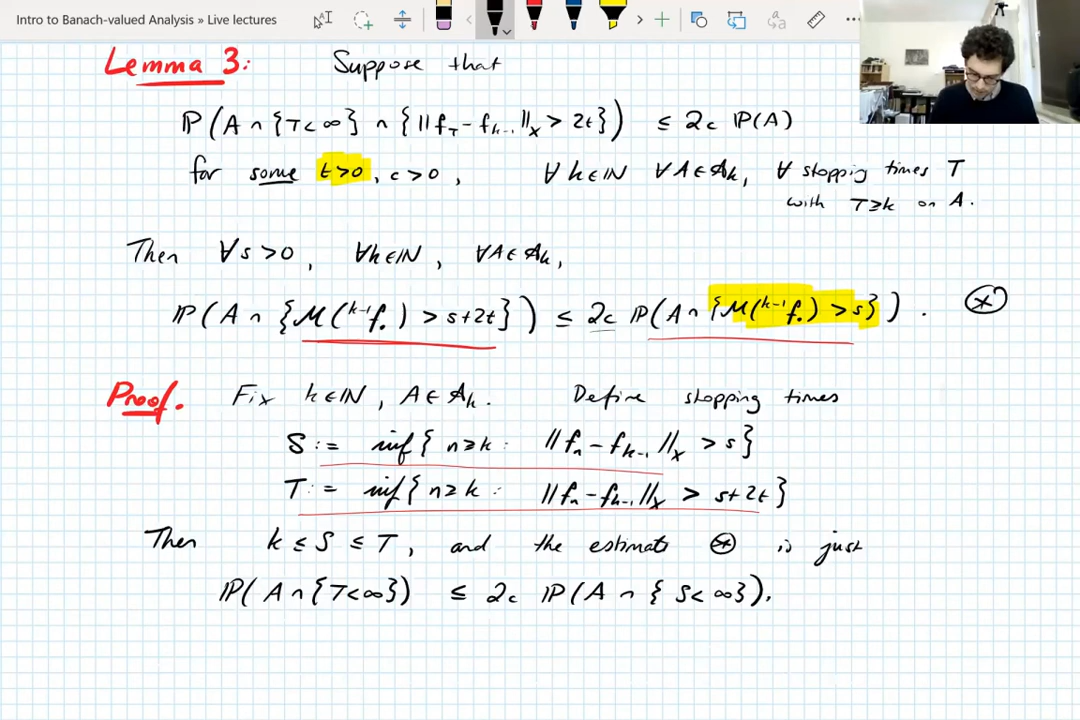 Intro to Banach-valued Analysis » Live lectures
Lemma 3: Suppose that
ℙ(A ∩ {T<∞} ∩ {‖f_T − f_{k-1}‖_X > 2t}) ≤ 2c ℙ(A)
for some t>0, c>0, ∀k∈ℕ ∀A∈𝒜_k, ∀ stopping times T
with T≥k on A.
Then ∀s>0, ∀k∈ℕ, ∀A∈𝒜_k,
ℙ(A ∩ {ℳ(^{k-1}f.) > s+2t}) ≤ 2c ℙ(A ∩ {ℳ(^{k-1}f.) > s}). ⊛
Proof. Fix k∈ℕ, A∈𝒜_k. Define stopping times
S := inf{ n≥k : ‖f_n − f_{k-1}‖_X > s}
T := inf{ n≥k : ‖f_n − f_{k-1}‖_X > s+2t}
Then k ≤ S ≤ T, and the estimate ⊛ is just
ℙ(A ∩ {T<∞}) ≤ 2c ℙ(A ∩ {S<∞}).